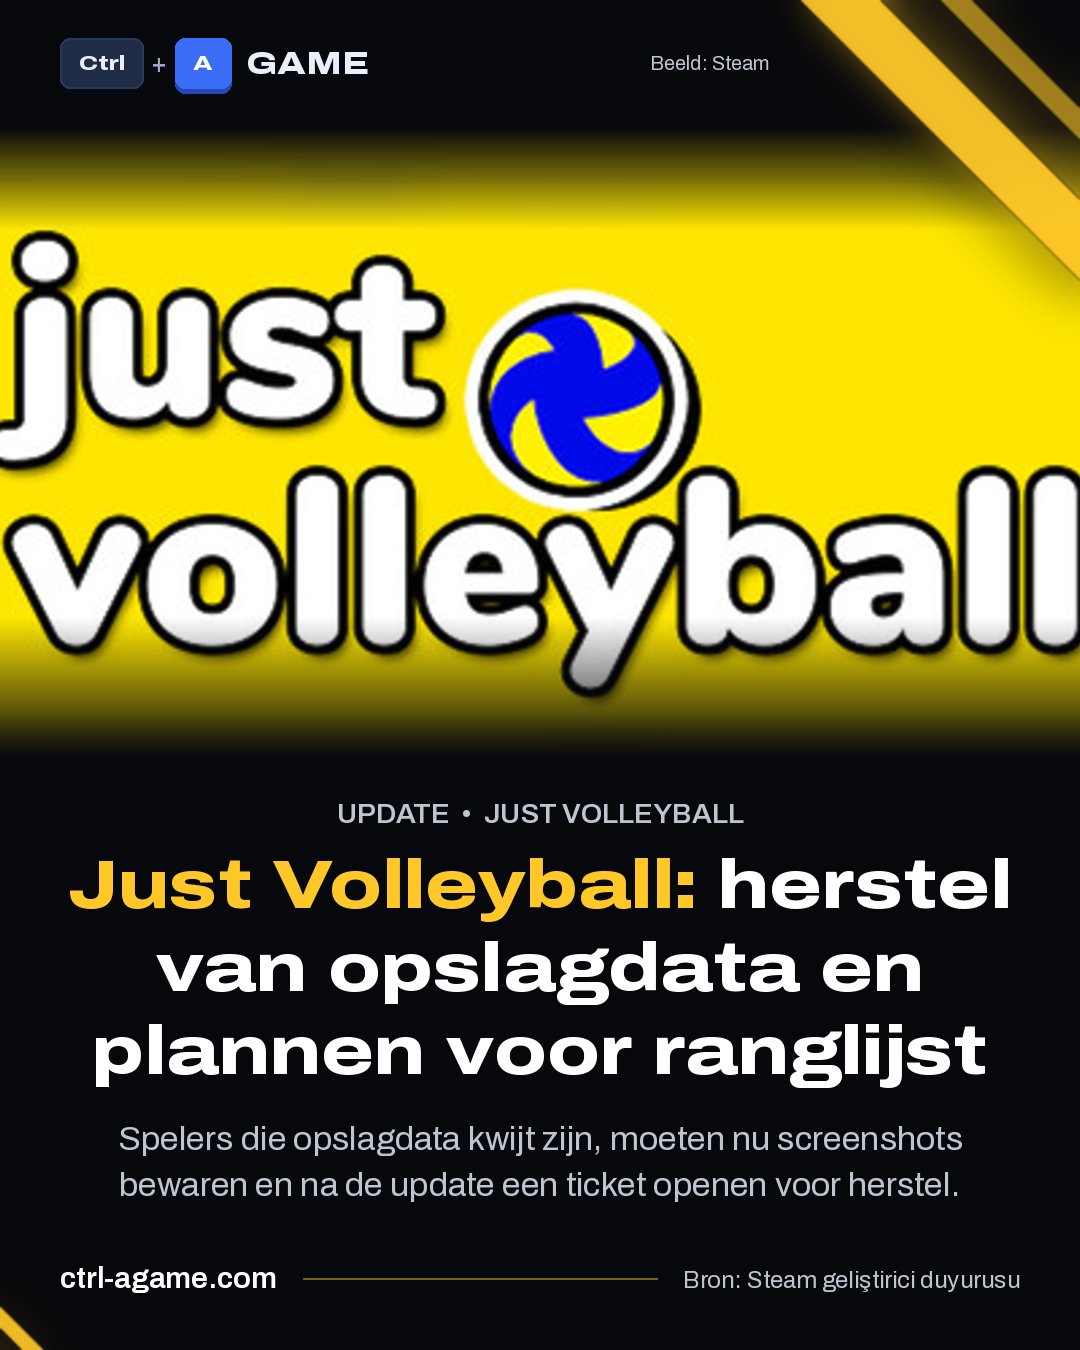 Ctrl + A GAME
Beeld: Steam
just
volleyball
UPDATE • JUST VOLLEYBALL
Just Volleyball: herstel
van opslagdata en
plannen voor ranglijst
Spelers die opslagdata kwijt zijn, moeten nu screenshots
bewaren en na de update een ticket openen voor herstel.
ctrl-agame.com
Bron: Steam geliştirici duyurusu